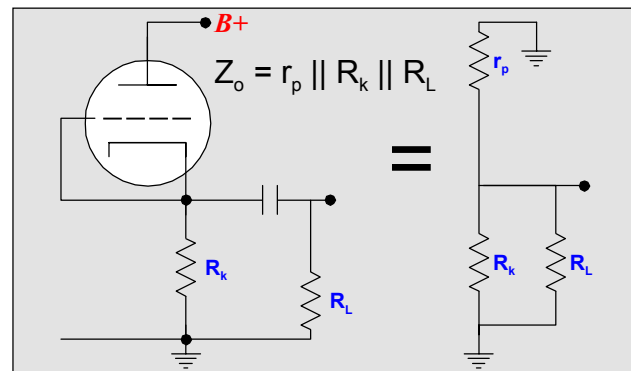 B+
Zo = rp || Rk || RL
rp
=
Rk
RL
Rk
RL